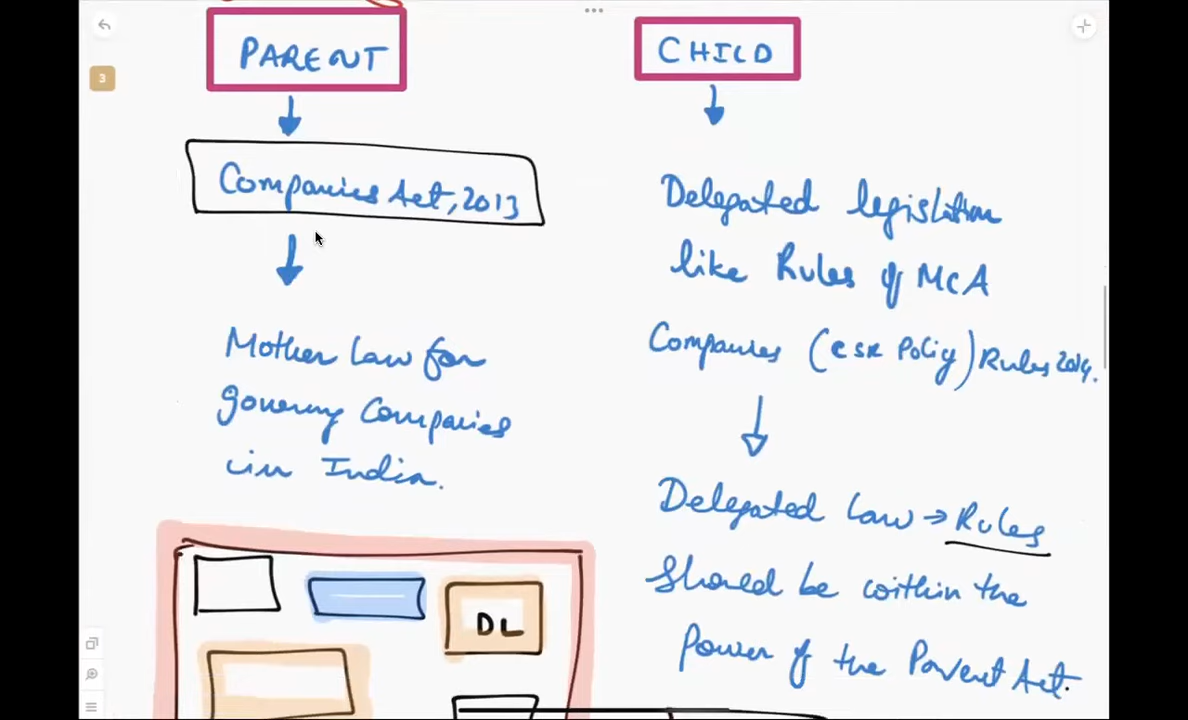 PARENT
Companies Act, 2013
Mother Law for
governing Companies
in India.
DL
CHILD
Delegated legislation
like Rules of MCA
Companies (CSR Policy) Rules 2014.
Delegated Law → Rules
Should be within the
Power of the Parent Act.
3